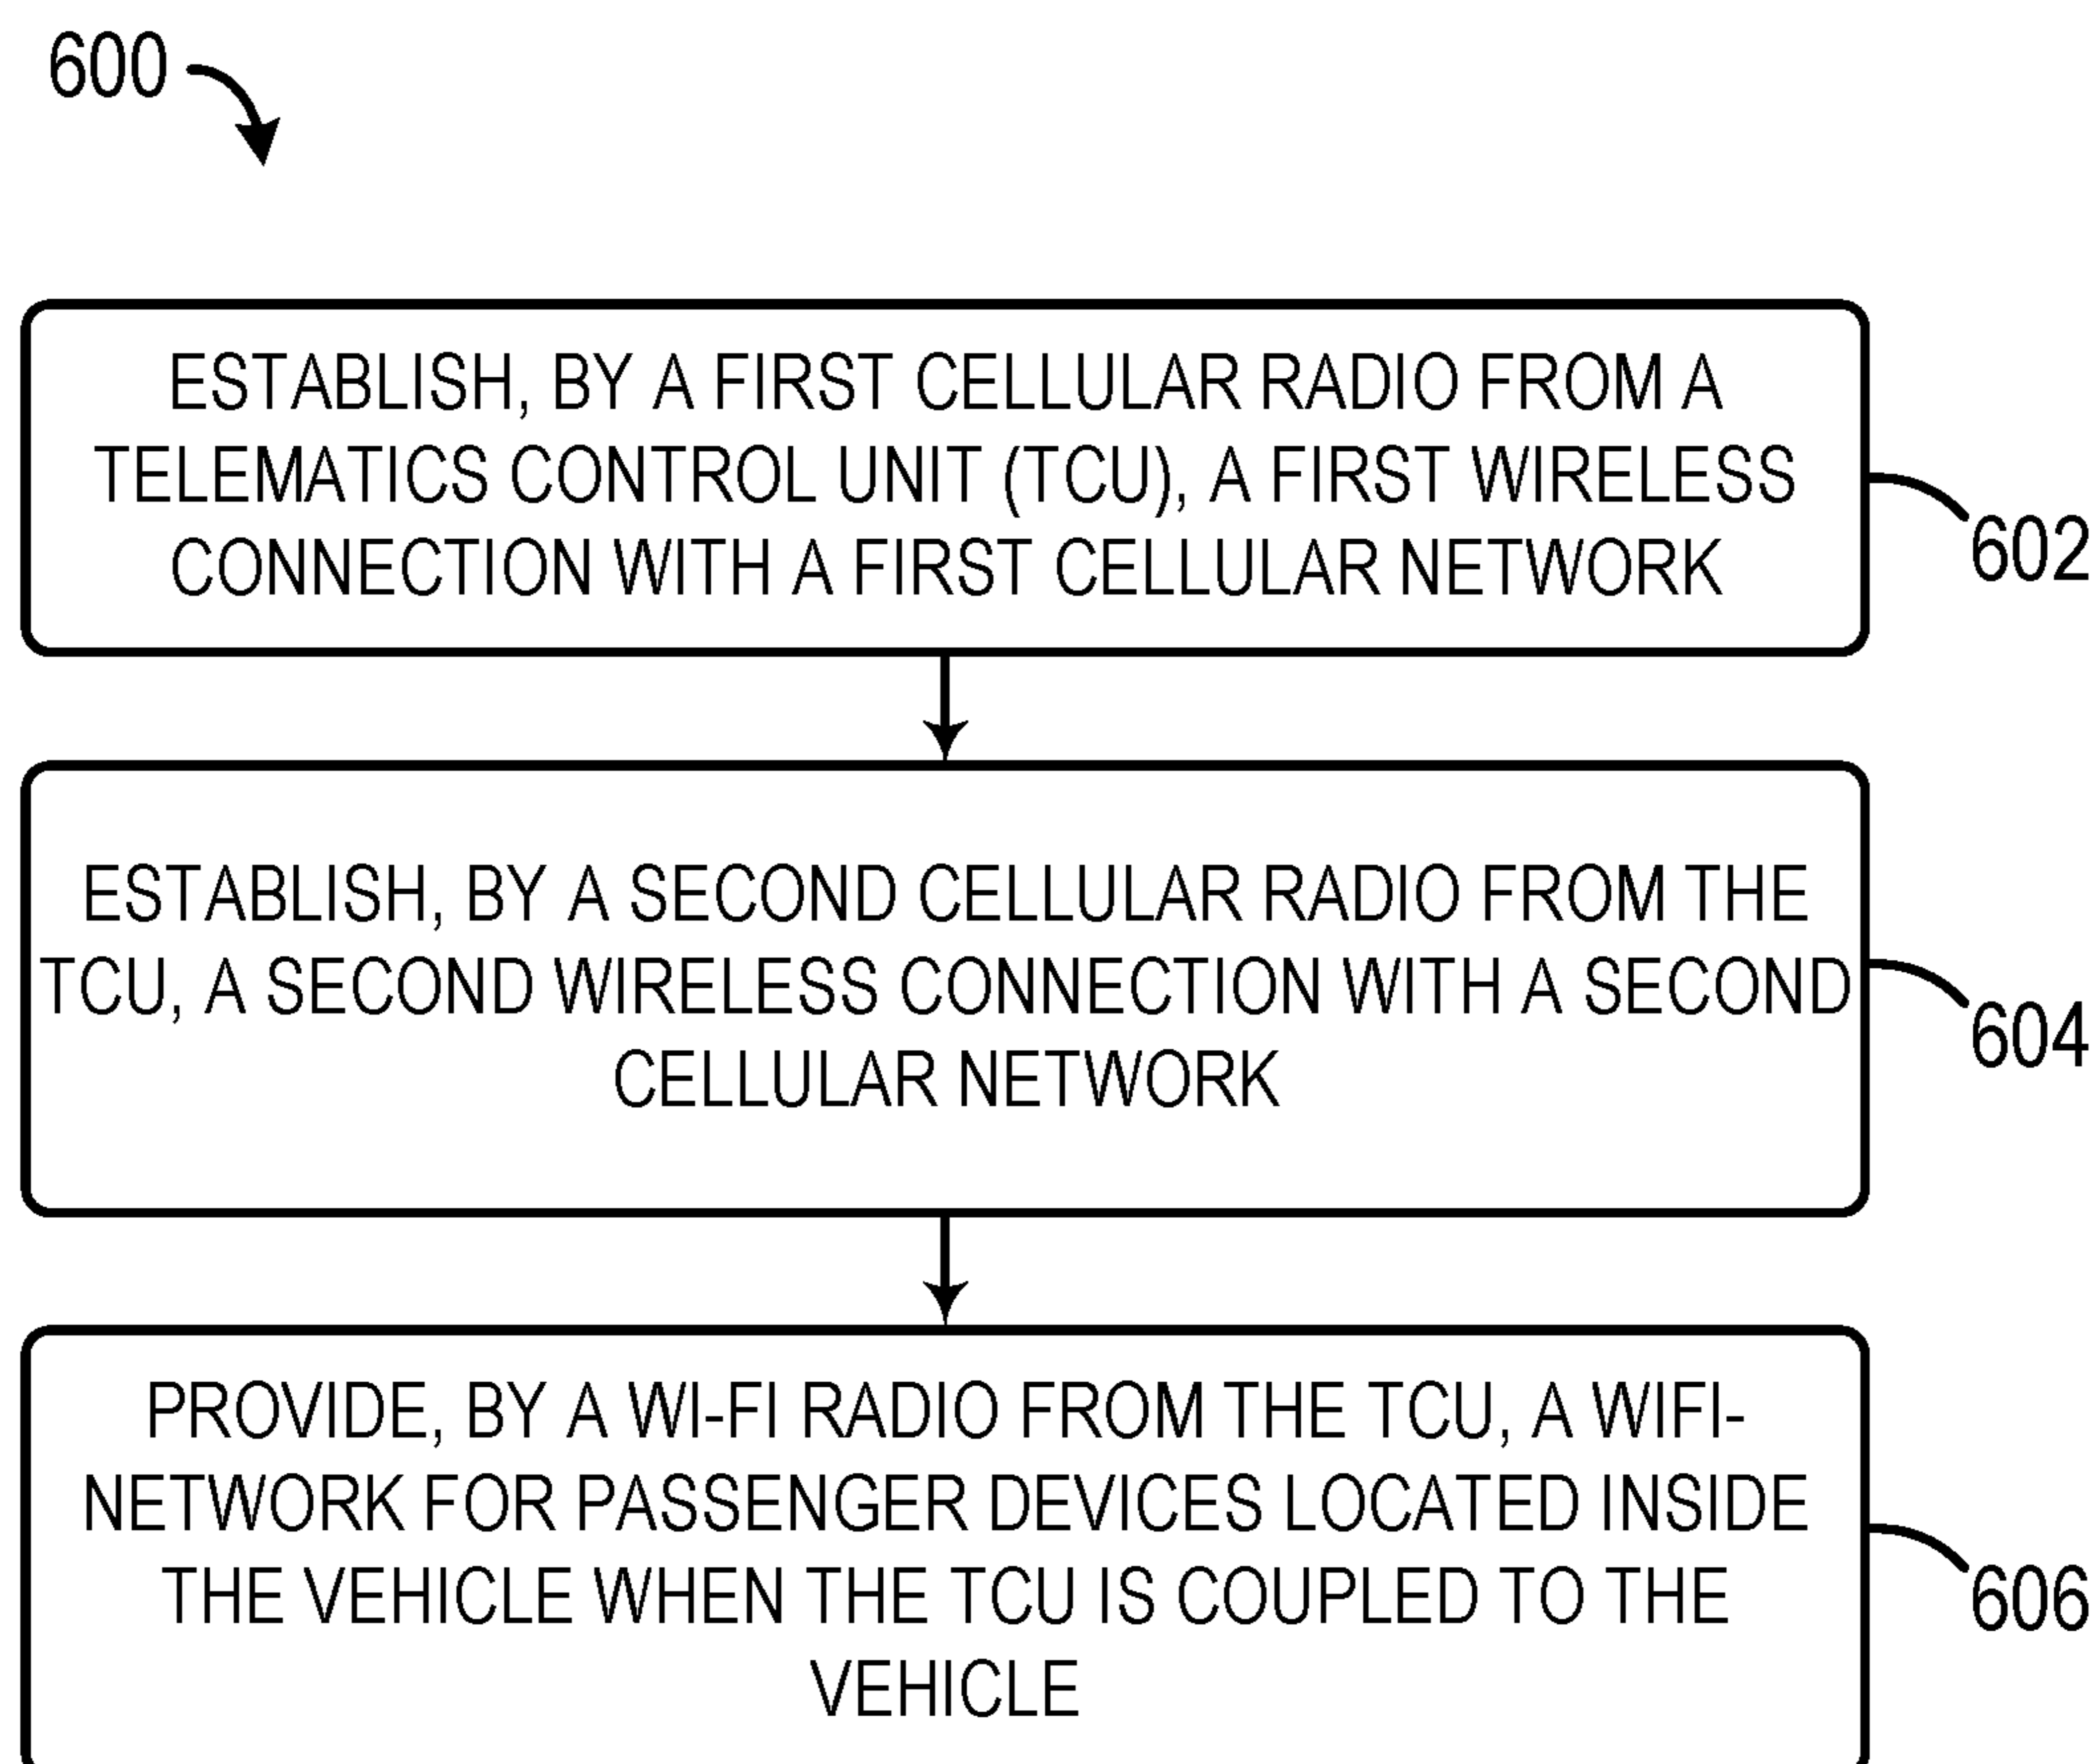 600
ESTABLISH, BY A FIRST CELLULAR RADIO FROM A
TELEMATICS CONTROL UNIT (TCU), A FIRST WIRELESS
CONNECTION WITH A FIRST CELLULAR NETWORK
602
ESTABLISH, BY A SECOND CELLULAR RADIO FROM THE
TCU, A SECOND WIRELESS CONNECTION WITH A SECOND
CELLULAR NETWORK
604
PROVIDE, BY A WI-FI RADIO FROM THE TCU, A WIFI-
NETWORK FOR PASSENGER DEVICES LOCATED INSIDE
THE VEHICLE WHEN THE TCU IS COUPLED TO THE
VEHICLE
606